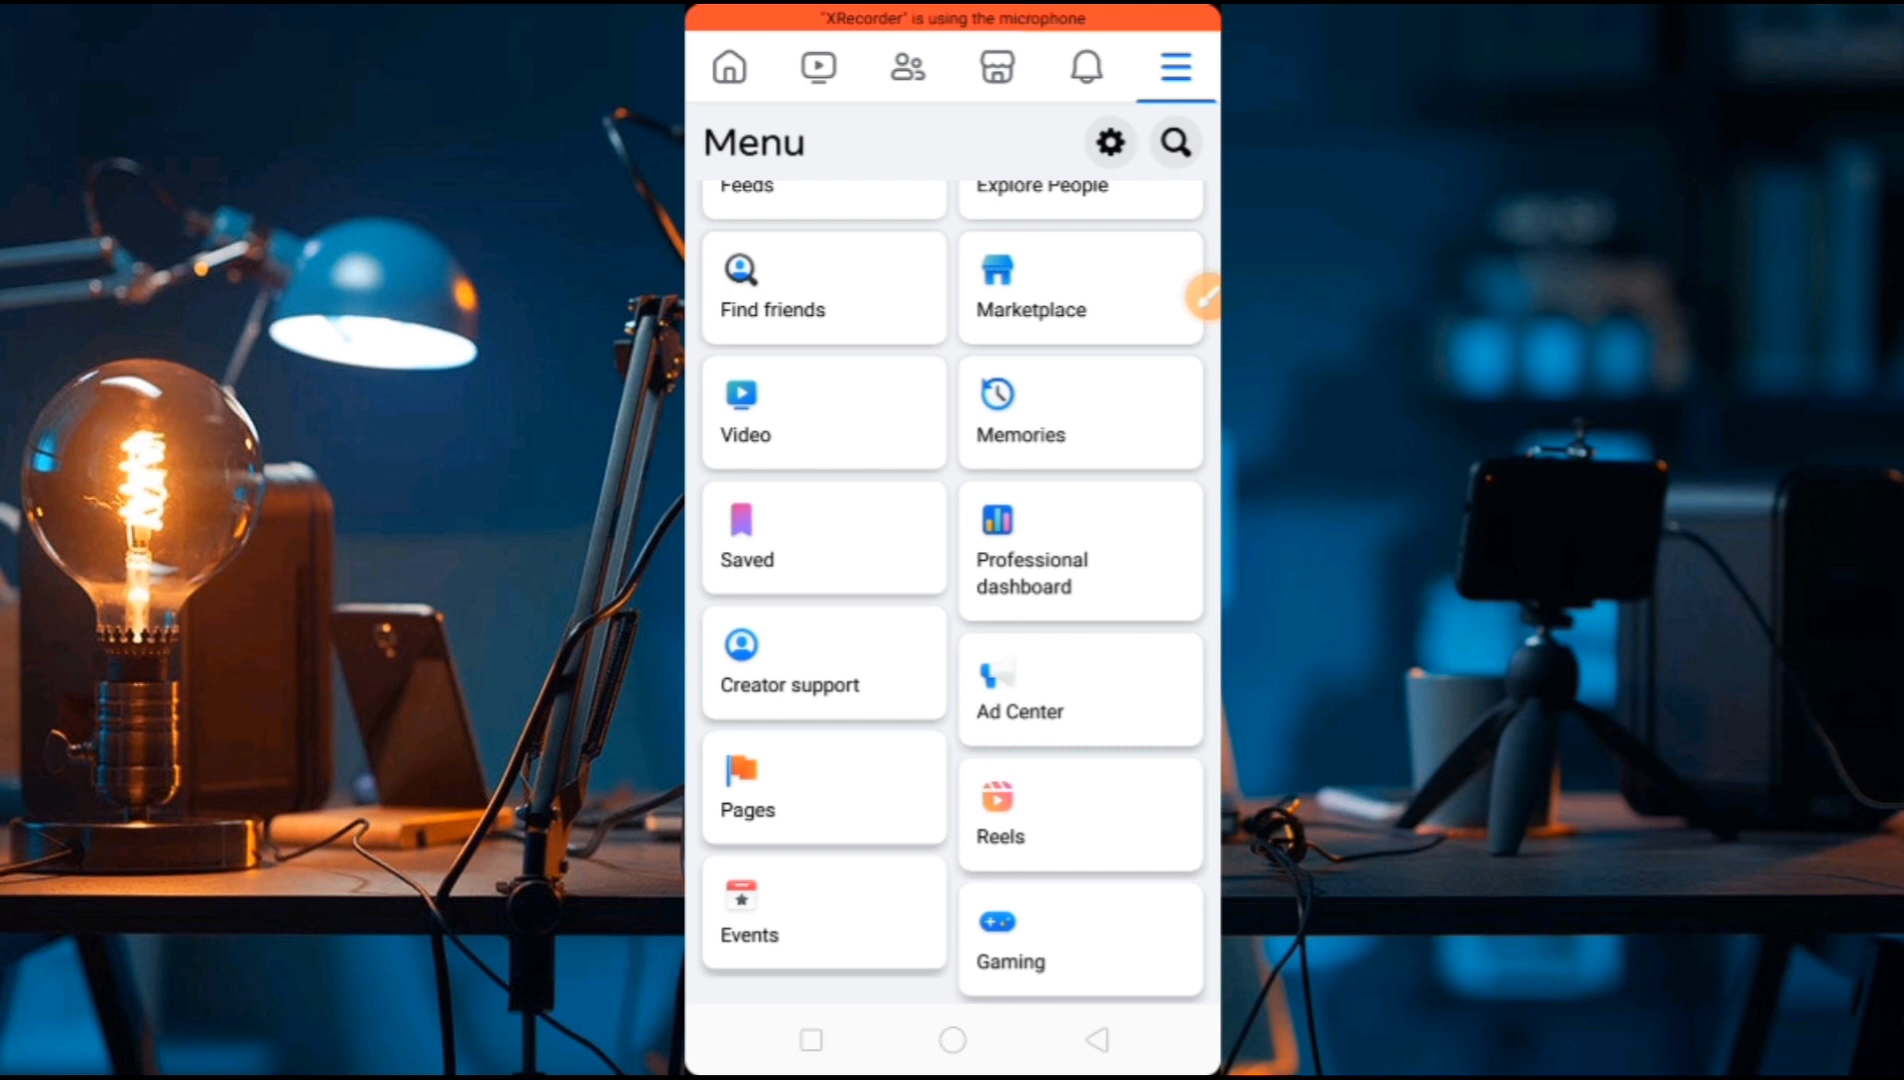 "XRecorder" is using the microphone
Menu
Feeds
Explore People
Find friends
Marketplace
Video
Memories
Saved
Professional
dashboard
Creator support
Ad Center
Pages
Reels
Events
Gaming